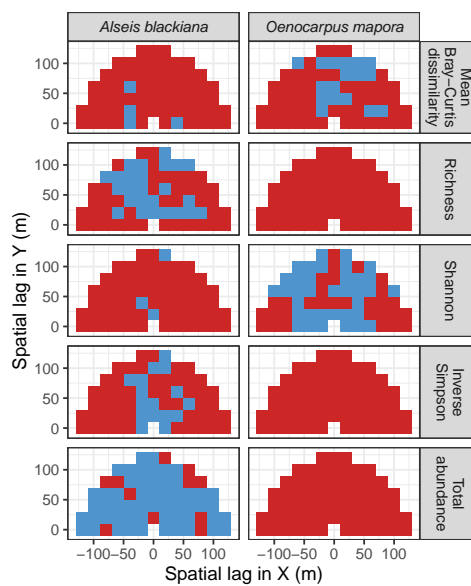 Alseis blackiana
Oenocarpus mapora
Spatial lag in Y (m)
100
50
0
Mean
Bray−Curtis
dissimilarity
100
50
0
Richness
100
50
0
Shannon
100
50
0
Inverse
Simpson
100
50
0
Total
abundance
−100−50 0 50 100
−100−50 0 50 100
Spatial lag in X (m)